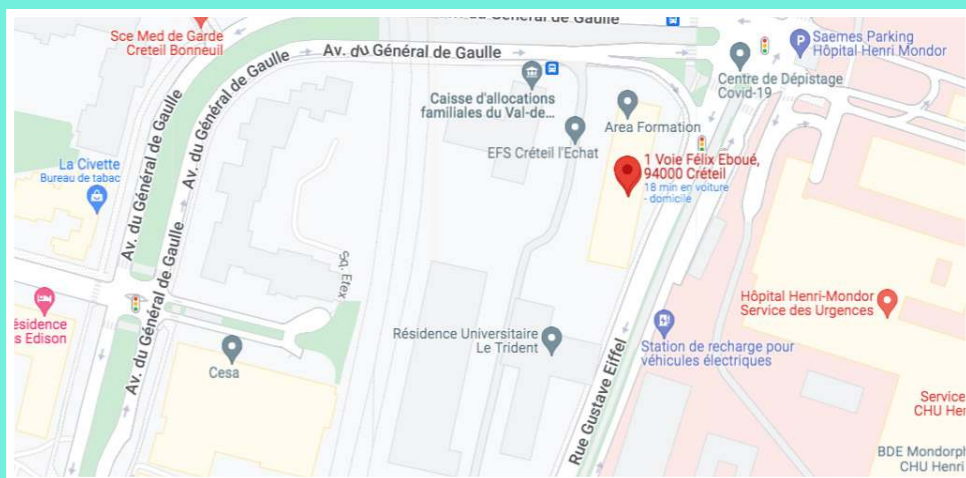 Sce Med de Garde
Creteil Bonneuil
Av. du Général de Gaulle
Av. du Général de Gaulle
du Général de Gaulle
Av. du Général de Gaulle
Saemes Parking
Hôpital Henri Mondor
Centre de Dépistage
Covid-19
Caisse d'allocations
familiales du Val-de...
Area Formation
EFS Créteil l'Echat
1 Voie Félix Eboué,
94000 Créteil
18 min en voiture
- domicile
La Civette
Bureau de tabac
Av. du Général de Gaulle
Sq. Etex
Edison
Av. du Général de Gaulle
Cesa
Résidence Universitaire
Le Trident
Rue Gustave Eiffel
Hôpital Henri-Mondor
Service des Urgences
Station de recharge pour
véhicules électriques
Service
CHU
BDE
CHU Henri